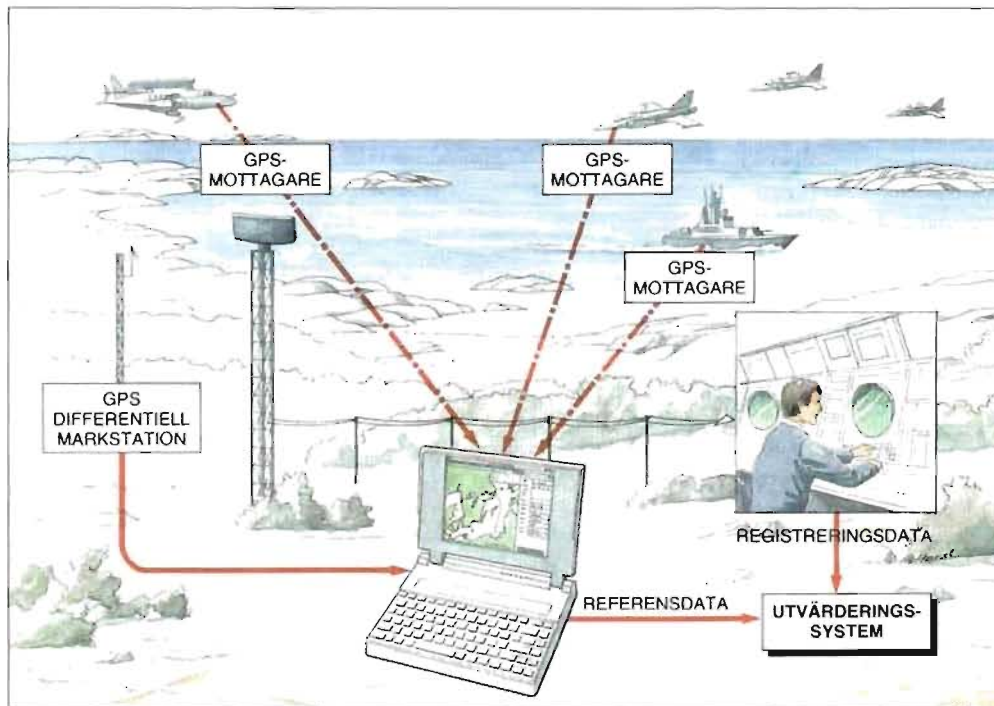 GPS-
MOTTAGARE
GPS-
MOTTAGARE
GPS-
MOTTAGARE
GPS
DIFFERENTIELL
MARKSTATION
REGISTRERINGSDATA
REFERENSDATA
UTVÄRDERINGS-
SYSTEM